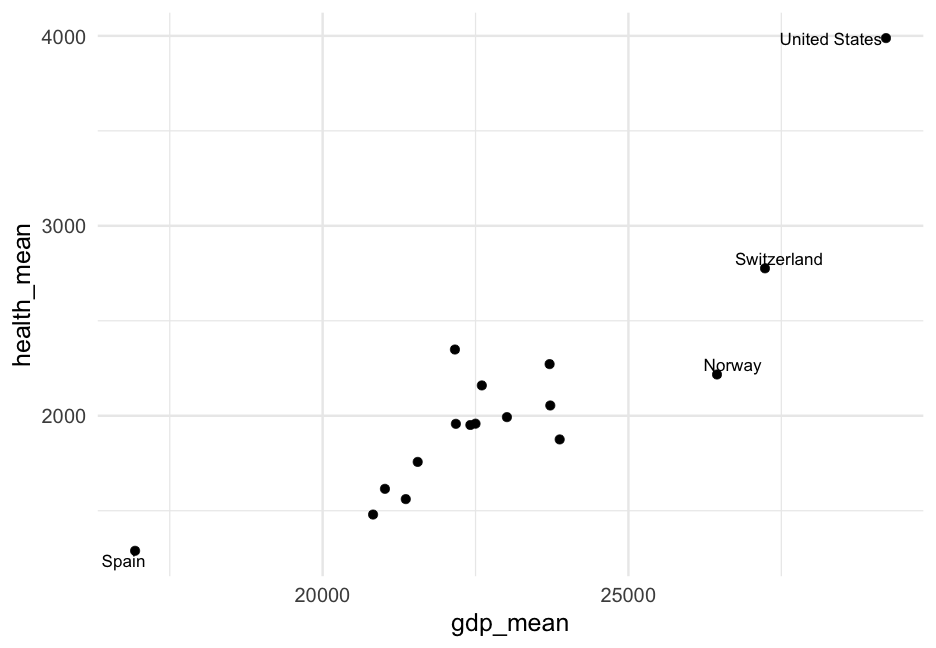 4000
United States
3000
Switzerland
Norway
2000
Spain
20000
25000
gdp_mean
health_mean